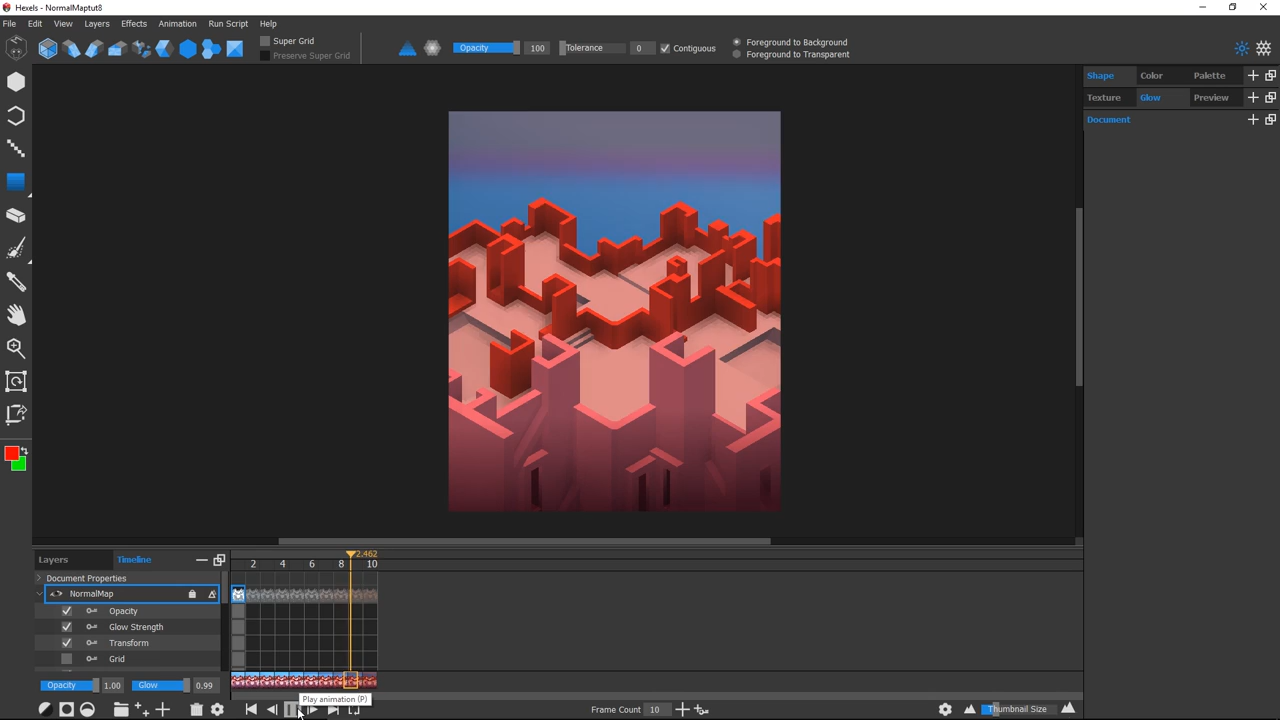 Hexels - NormalMaptut8
File Edit View Layers Effects Animation Run Script Help
Super Grid
Preserve Super Grid
Opacity 100 Tolerance 0 Contiguous
Foreground to Background
Foreground to Transparent
Shape Color Palette
Texture Glow Preview
Document
Layers Timeline
2.462
2 4 6 8 10
Document Properties
NormalMap
Opacity
Glow Strength
Transform
Grid
Opacity 1.00 Glow 0.99
Play animation (P)
Frame Count 10
Thumbnail Size